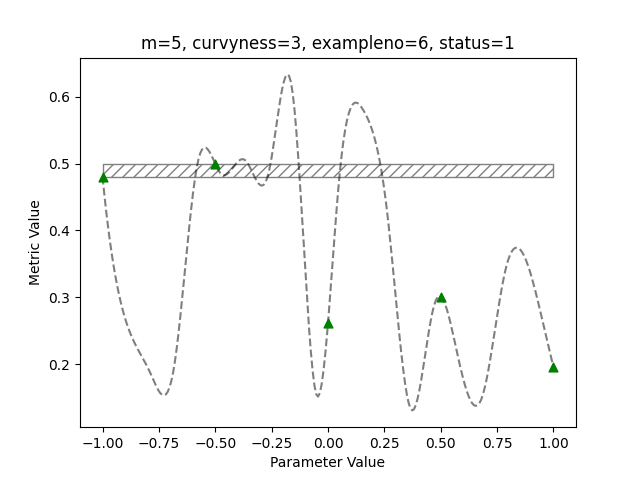 m=5, curvyness=3, exampleno=6, status=1
0.6
0.5
0.4
0.3
0.2
Metric Value
−1.00 −0.75 −0.50 −0.25 0.00 0.25 0.50 0.75 1.00
Parameter Value